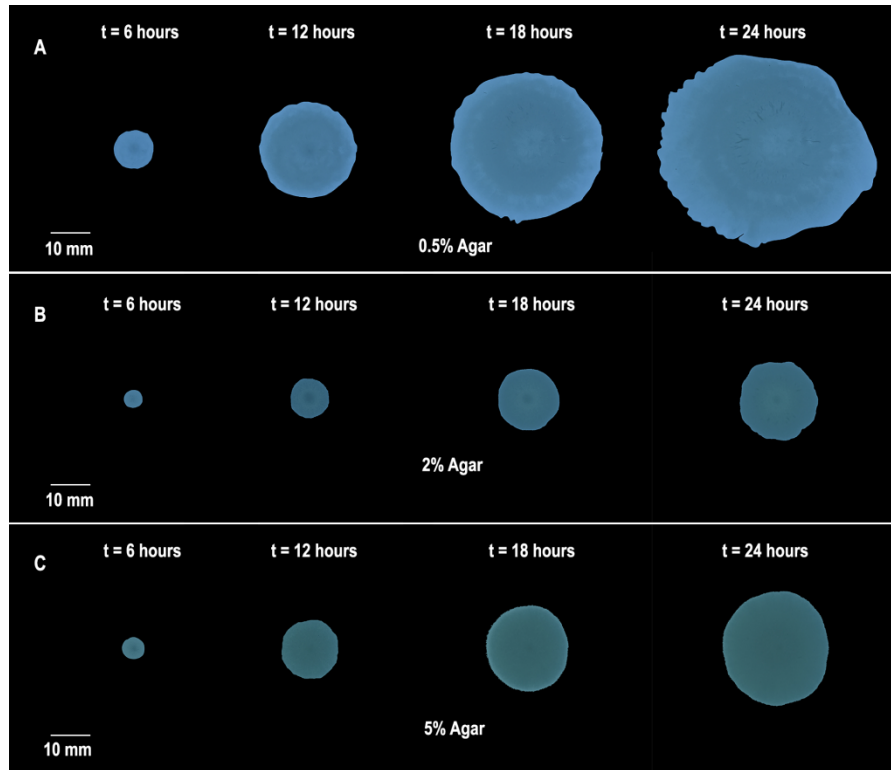 A
t = 6 hours
t = 12 hours
t = 18 hours
t = 24 hours
10 mm
0.5% Agar
B
t = 6 hours
t = 12 hours
t = 18 hours
t = 24 hours
10 mm
2% Agar
C
t = 6 hours
t = 12 hours
t = 18 hours
t = 24 hours
10 mm
5% Agar